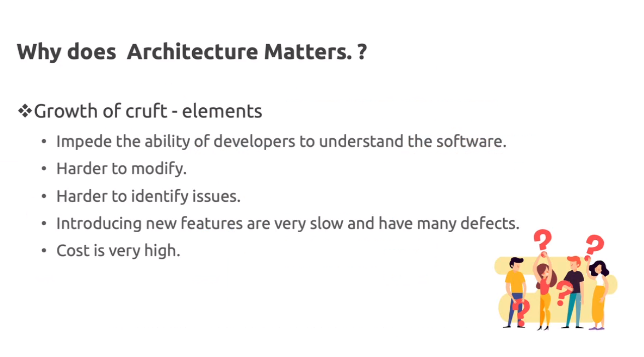 Why does  Architecture Matters. ?
❖Growth of cruft - elements
• Impede the ability of developers to understand the software.
• Harder to modify.
• Harder to identify issues.
• Introducing new features are very slow and have many defects.
• Cost is very high.
? ?
? ?